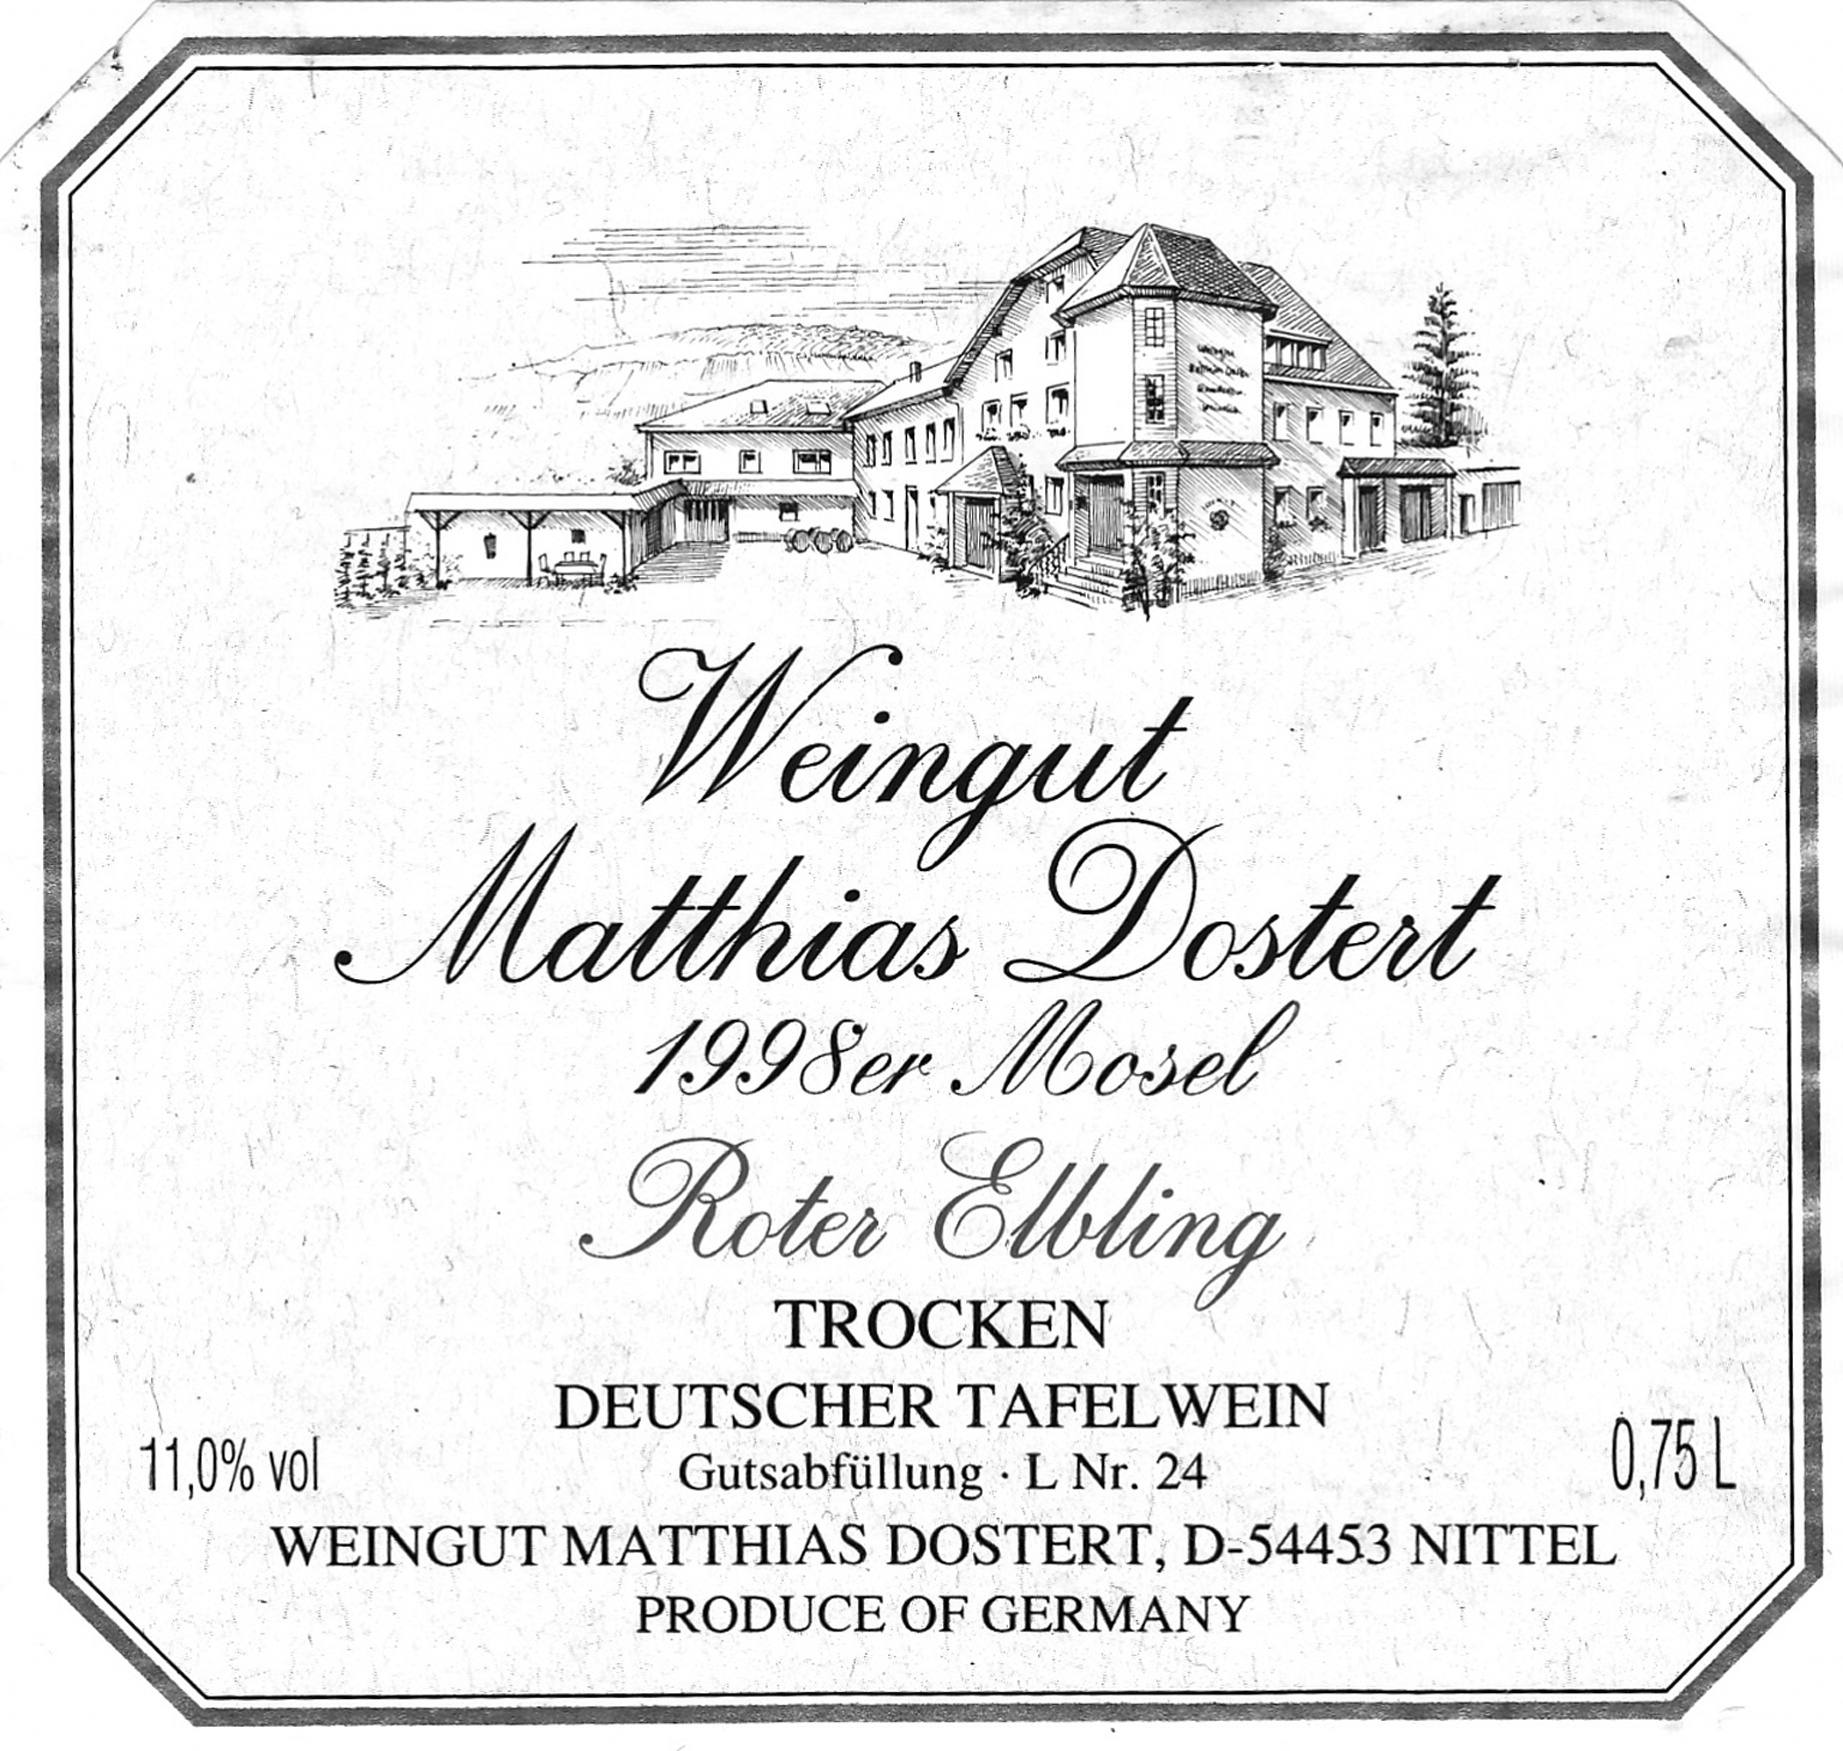 Weingut
Matthias Dostert
1998er Mosel
Roter Elbling
TROCKEN
DEUTSCHER TAFELWEIN
11,0% vol
Gutsabfüllung · L Nr. 24
0,75 L
WEINGUT MATTHIAS DOSTERT, D-54453 NITTEL
PRODUCE OF GERMANY